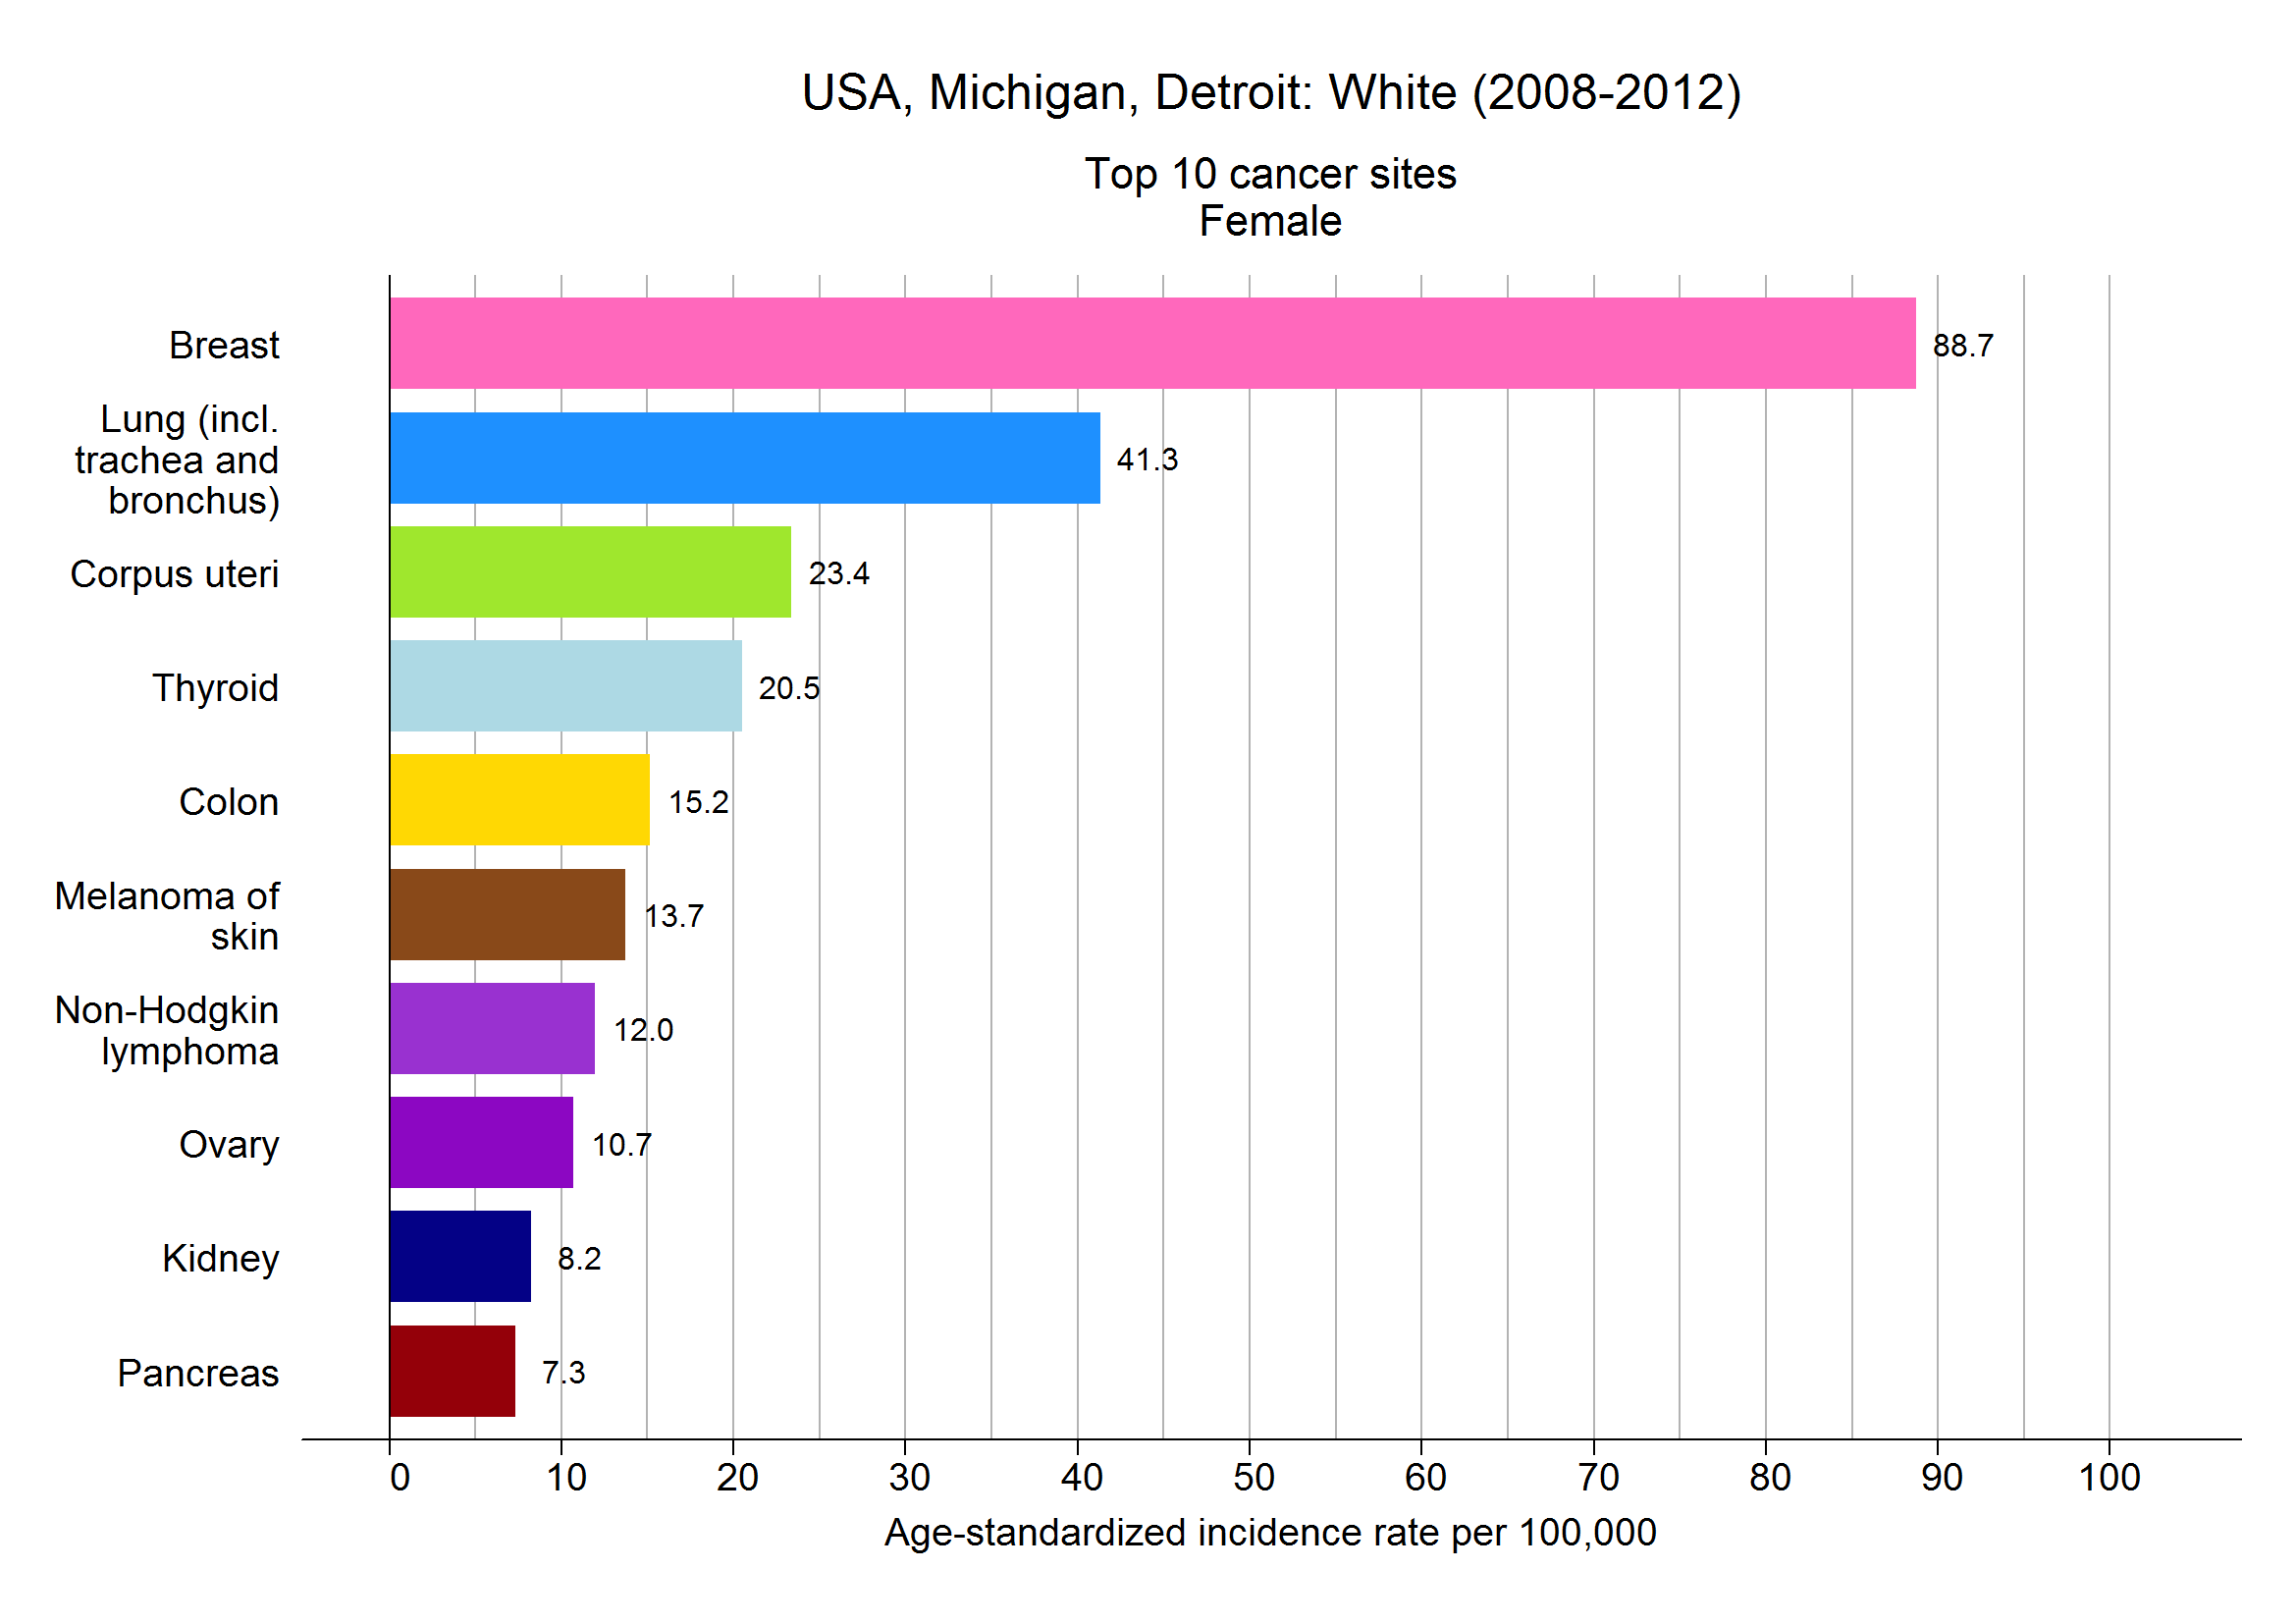 USA, Michigan, Detroit: White (2008-2012)
Top 10 cancer sites
Female
Breast
88.7
Lung (incl.
trachea and
bronchus)
41.3
Corpus uteri
23.4
Thyroid
20.5
Colon
15.2
Melanoma of
skin
13.7
Non-Hodgkin
lymphoma
12.0
Ovary
10.7
Kidney
8.2
Pancreas
7.3
0 10 20 30 40 50 60 70 80 90 100
Age-standardized incidence rate per 100,000